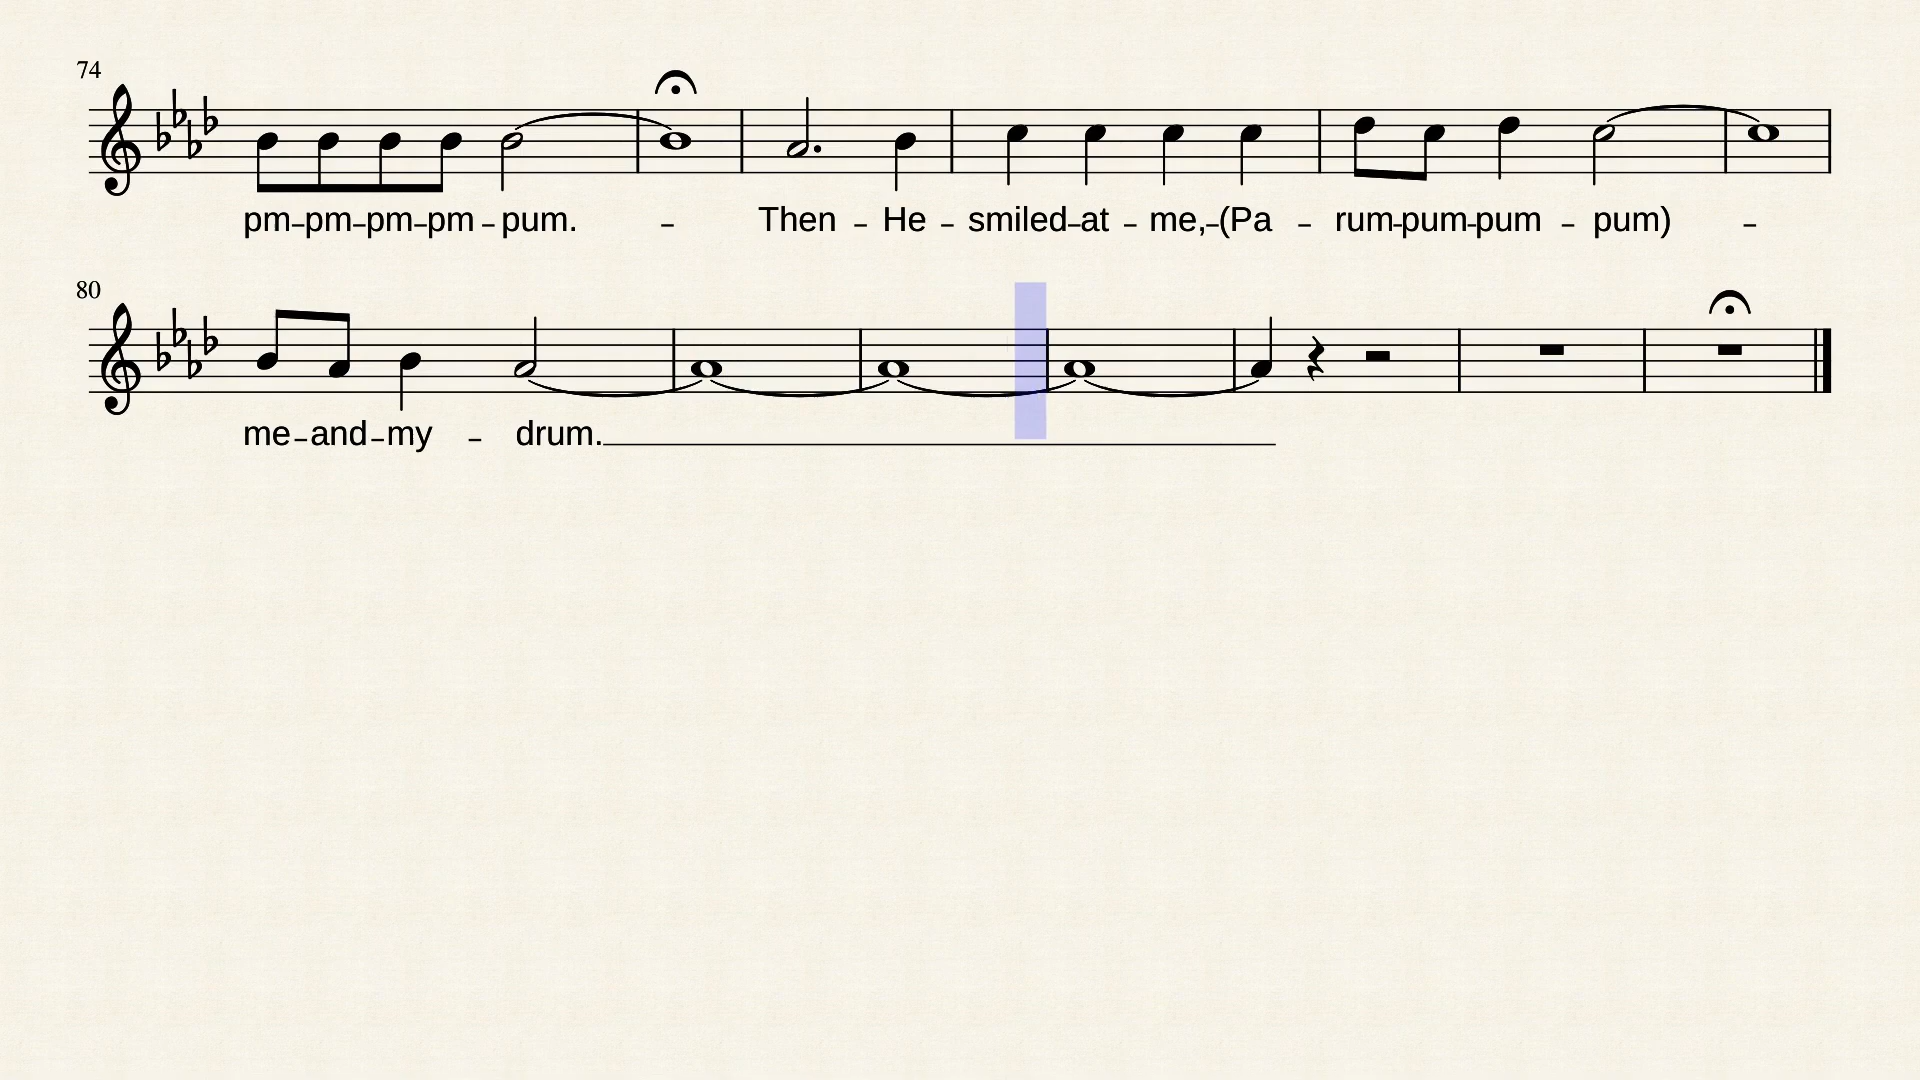 74
pm-pm-pm-pm - pum. - Then - He - smiled-at - me,-(Pa - rum-pum-pum - pum) -
80
me-and-my - drum.